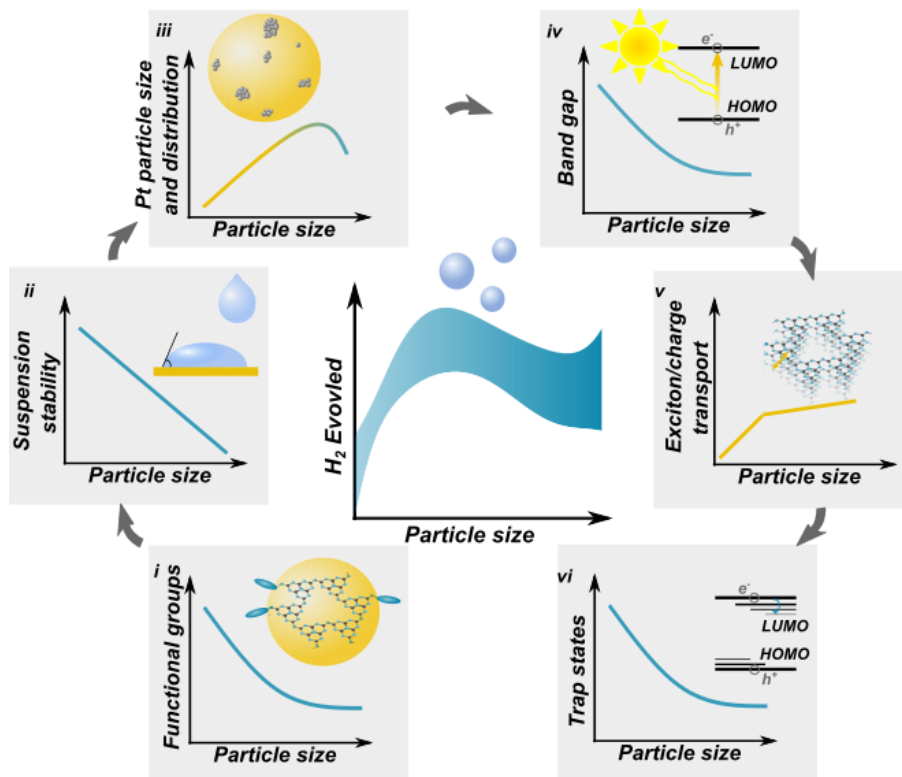 iii
Pt particle size
and distribution
Particle size
iv
e-
LUMO
HOMO
h+
Band gap
Particle size
ii
Suspension
stability
Particle size
H2 Evovled
Particle size
v
Exciton/charge
transport
Particle size
i
Functional groups
Particle size
vi
e-
LUMO
HOMO
h+
Trap states
Particle size